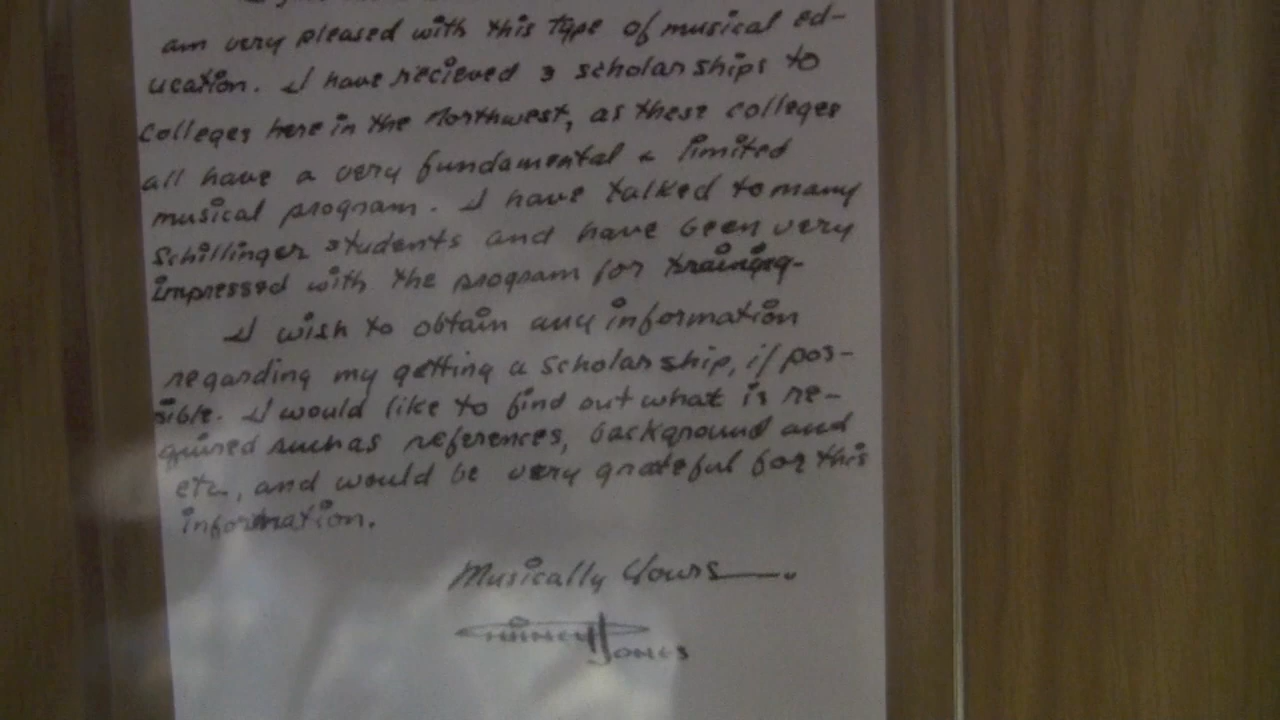 am very pleased with this type of musical ed-
ucation. I have recieved 3 scholarships to
colleges here in the Northwest, as these colleges
all have a very fundamental & limited
musical program. I have talked to many
Schillinger students and have been very
impressed with the program for training-
I wish to obtain any information
regarding my getting a scholarship, if pos-
sible. I would like to find out what is re-
quired such as references, background and
etc., and would be very grateful for this
information.
Musically Yours
Quincy Jones